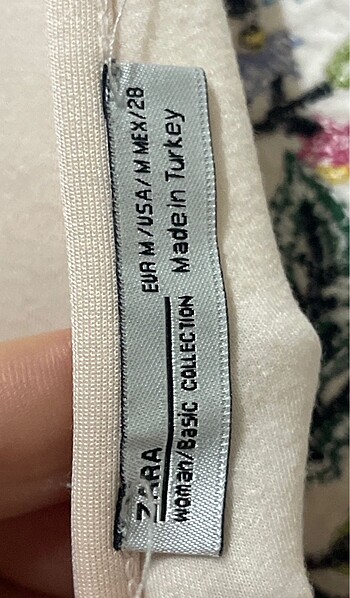 ZARA
Woman/Basic COLLECTION
EUR M /USA/ M MEX/28
Made in Turkey